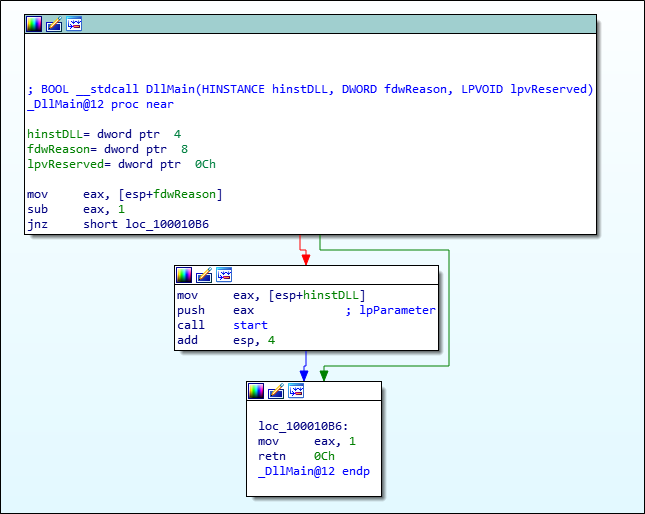 ; BOOL __stdcall DllMain(HINSTANCE hinstDLL, DWORD fdwReason, LPVOID lpvReserved)
_DllMain@12 proc near
hinstDLL= dword ptr  4
fdwReason= dword ptr  8
lpvReserved= dword ptr  0Ch
mov     eax, [esp+fdwReason]
sub     eax, 1
jnz     short loc_100010B6
mov     eax, [esp+hinstDLL]
push    eax             ; lpParameter
call    start
add     esp, 4
loc_100010B6:
mov     eax, 1
retn    0Ch
_DllMain@12 endp